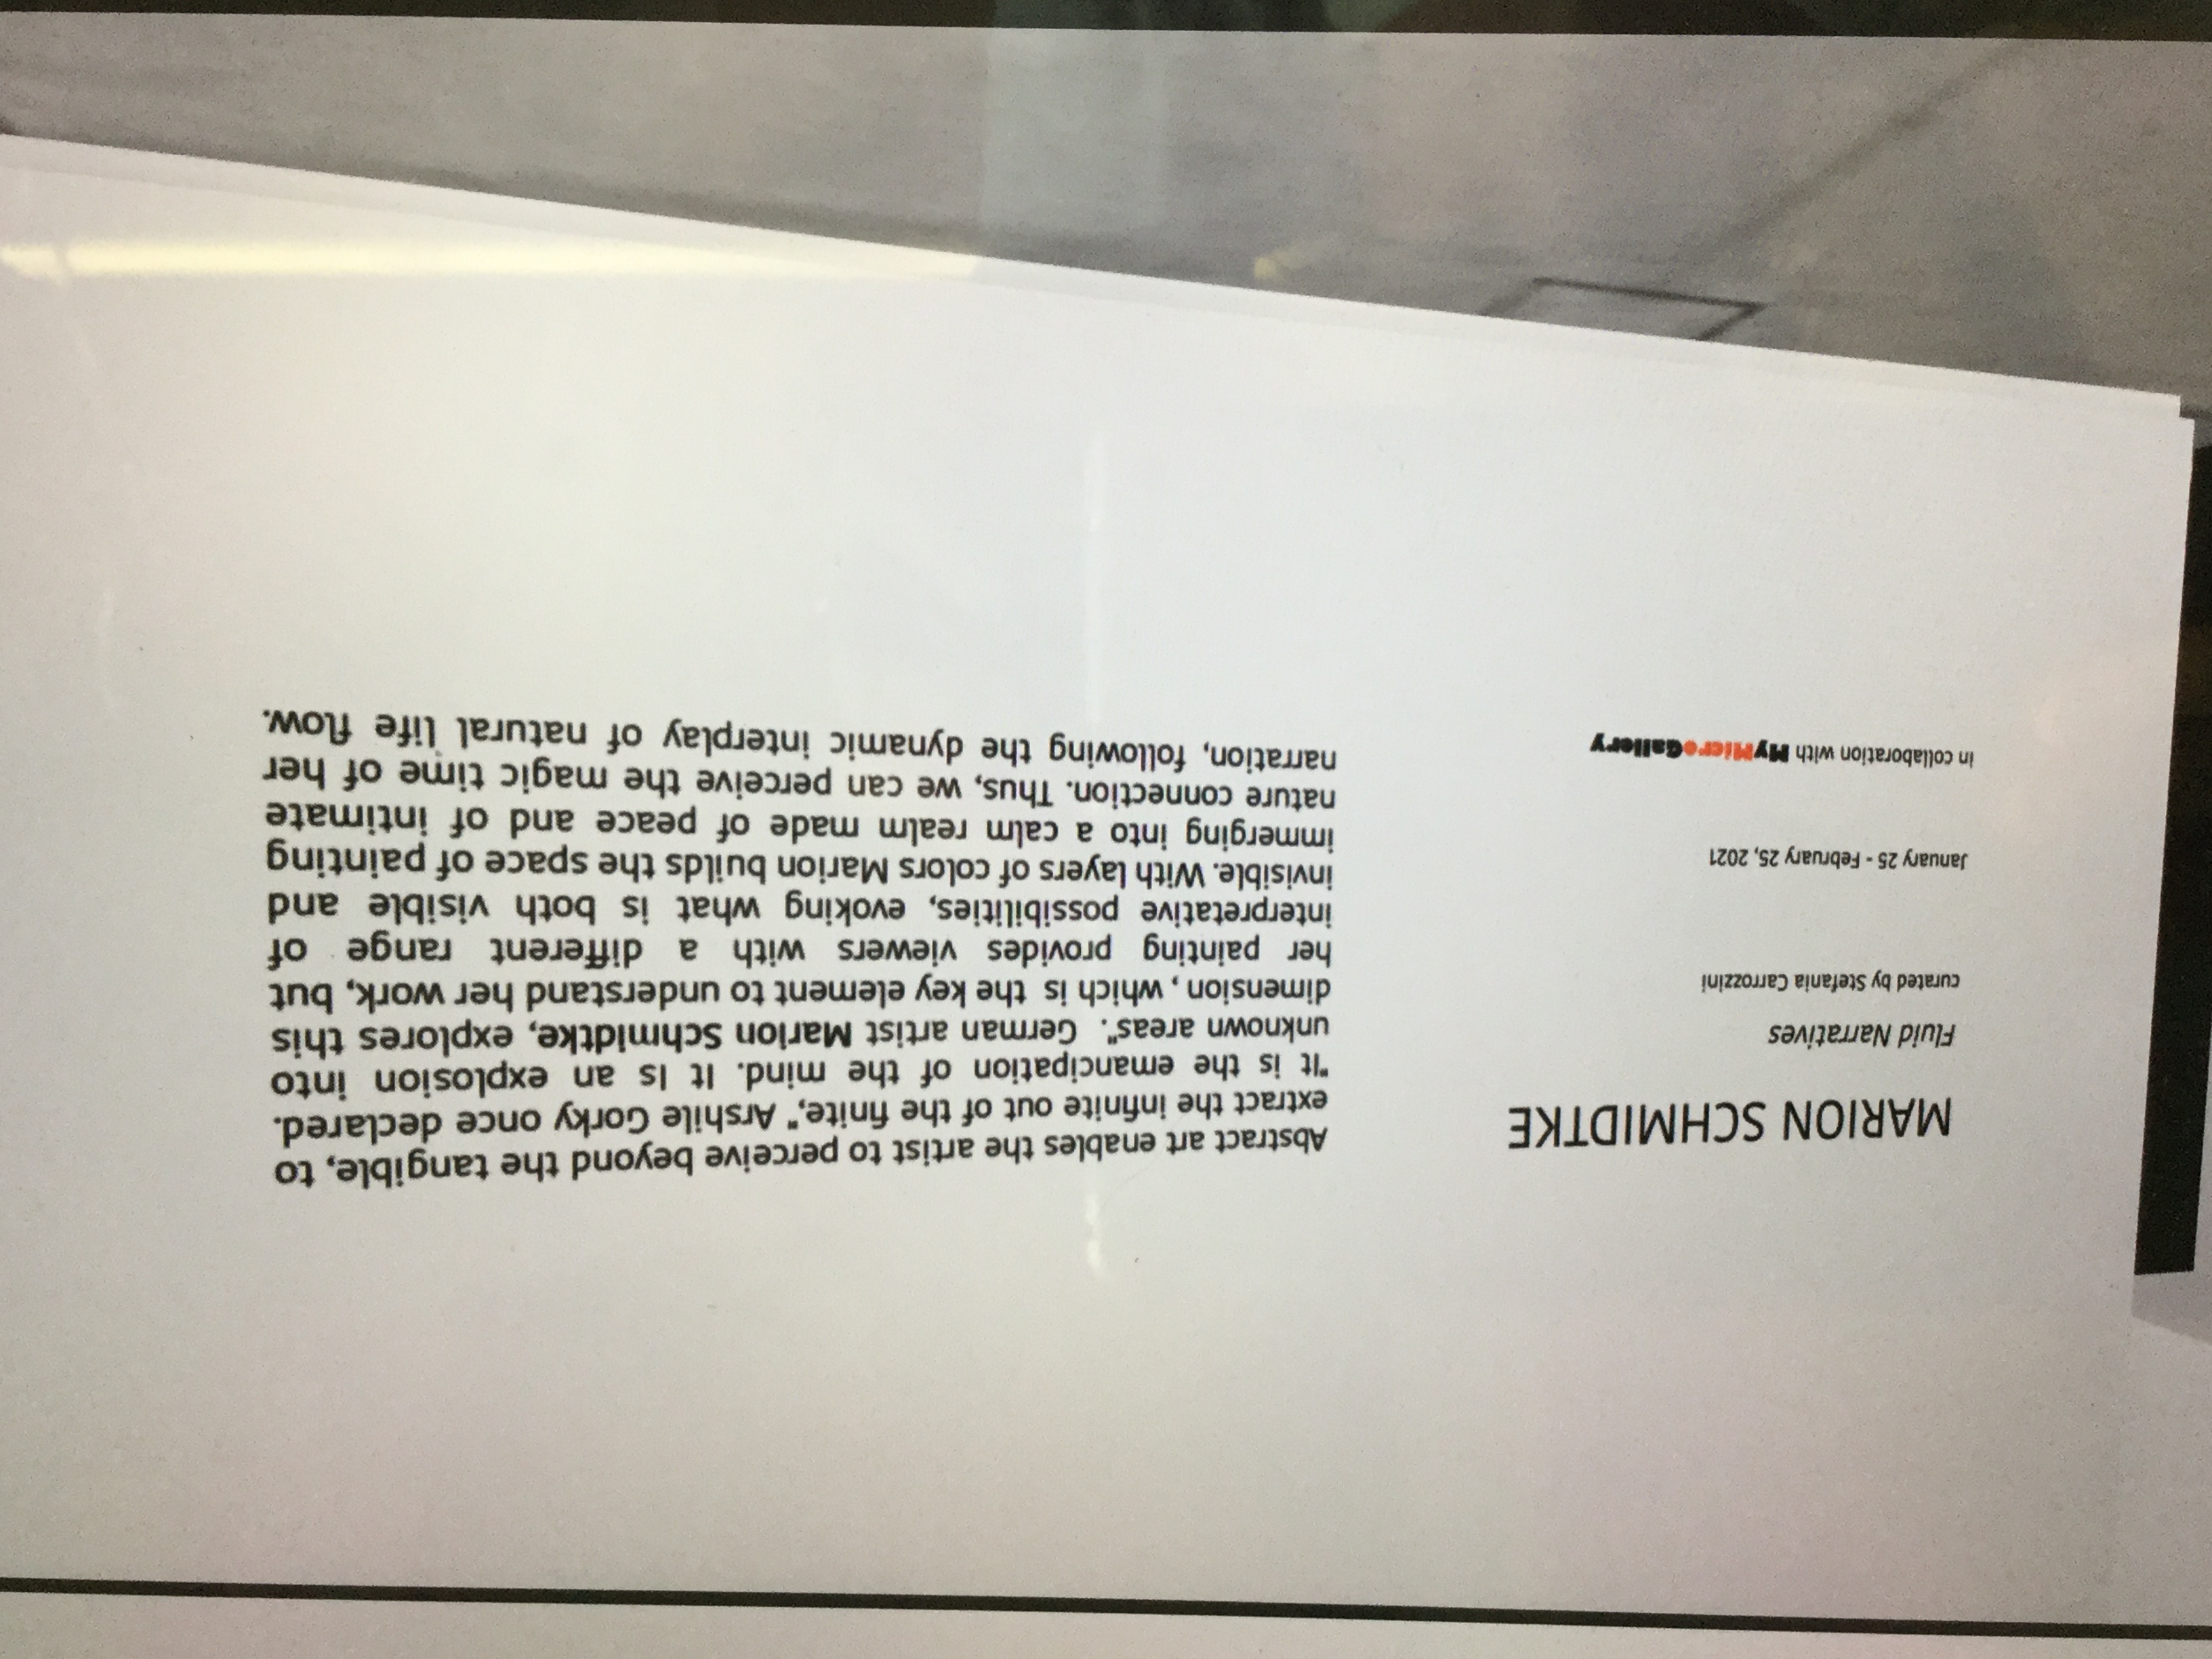 MARION SCHMIDTKE
Fluid Narratives
curated by Stefania Carrozzini
January 25 - February 25, 2021
in collaboration with MyMicroGallery
Abstract art enables the artist to perceive beyond the tangible, to
extract the infinite out of the finite," Arshile Gorky once declared.
"It is the emancipation of the mind. It Is an explosion into
unknown areas". German artist Marion Schmidtke, explores this
dimension , which is the key element to understand her work, but
her painting provides viewers with a different range of
interpretative possibilities, evoking what is both visible and
invisible. With layers of colors Marion builds the space of painting
immerging into a calm realm made of peace and of intimate
nature connection. Thus, we can perceive the magic time of her
narration, following the dynamic interplay of natural life flow.